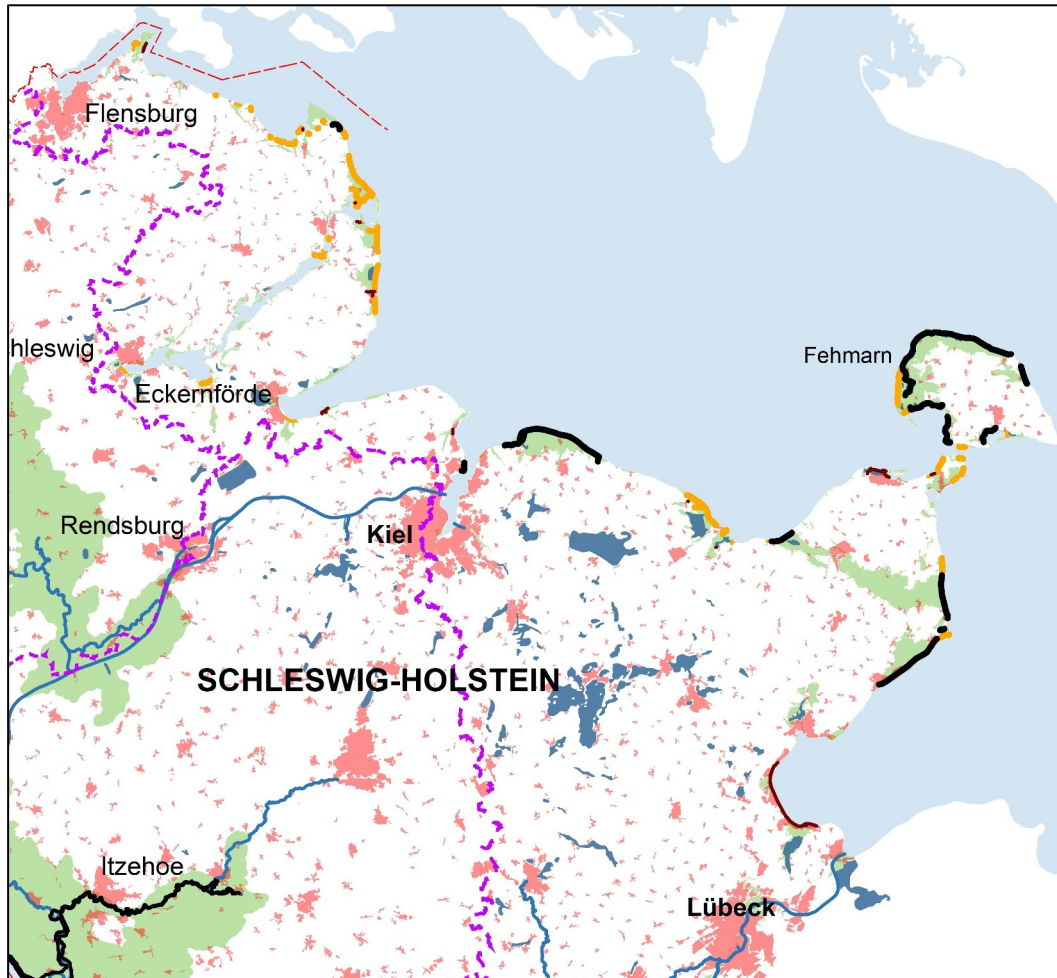 Flensburg
hleswig
Fehmarn
Eckernförde
Rendsburg
Kiel
SCHLESWIG-HOLSTEIN
Itzehoe
Lübeck